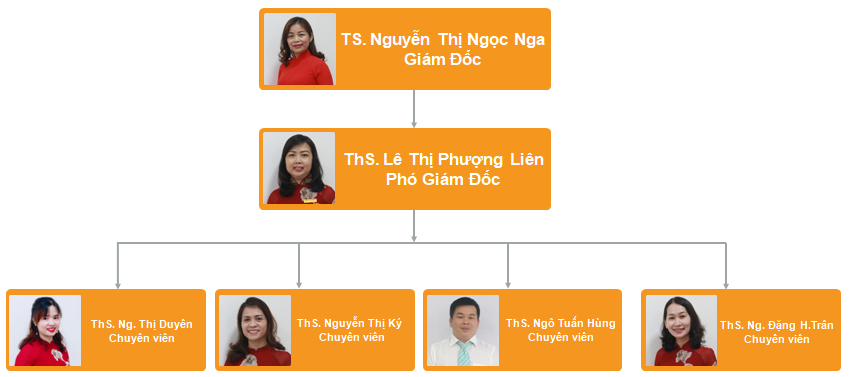 TS. Nguyễn Thị Ngọc Nga
Giám Đốc
ThS. Lê Thị Phượng Liên
Phó Giám Đốc
ThS. Ng. Thị Duyên
Chuyên viên
ThS. Nguyễn Thị Ký
Chuyên viên
ThS. Ngô Tuấn Hùng
Chuyên viên
ThS. Ng. Đặng H.Trân
Chuyên viên